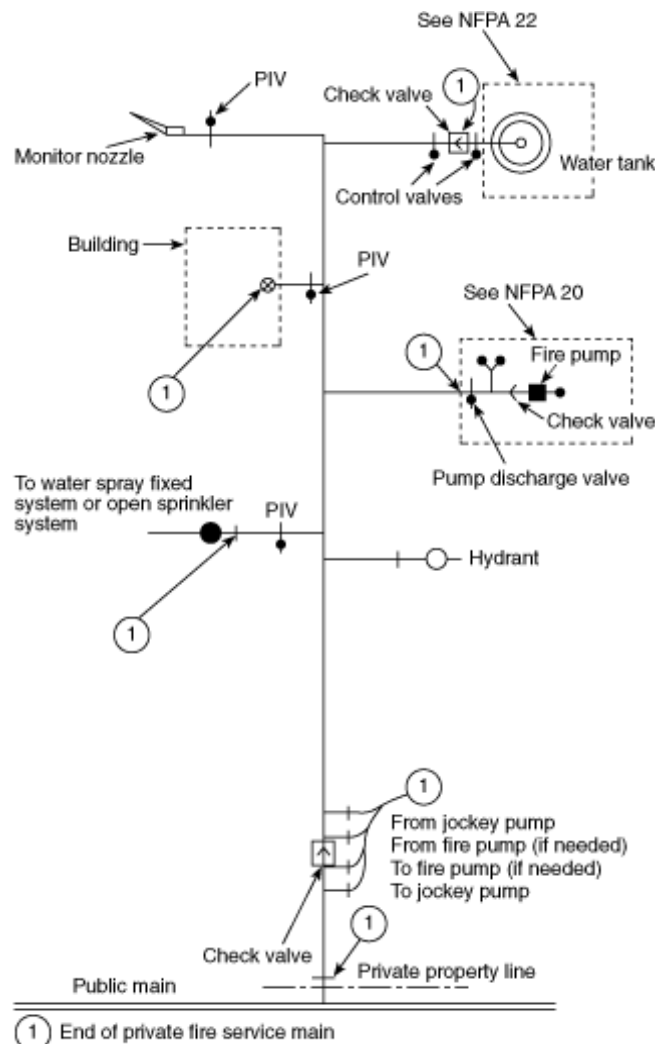 See NFPA 22
PIV
Check valve
1
Monitor nozzle
Water tank
Control valves
Building
PIV
See NFPA 20
1
Fire pump
1
Check valve
Pump discharge valve
To water spray fixed
system or open sprinkler
system
PIV
Hydrant
1
1
From jockey pump
From fire pump (if needed)
To fire pump (if needed)
To jockey pump
1
Check valve
Private property line
Public main
1 End of private fire service main